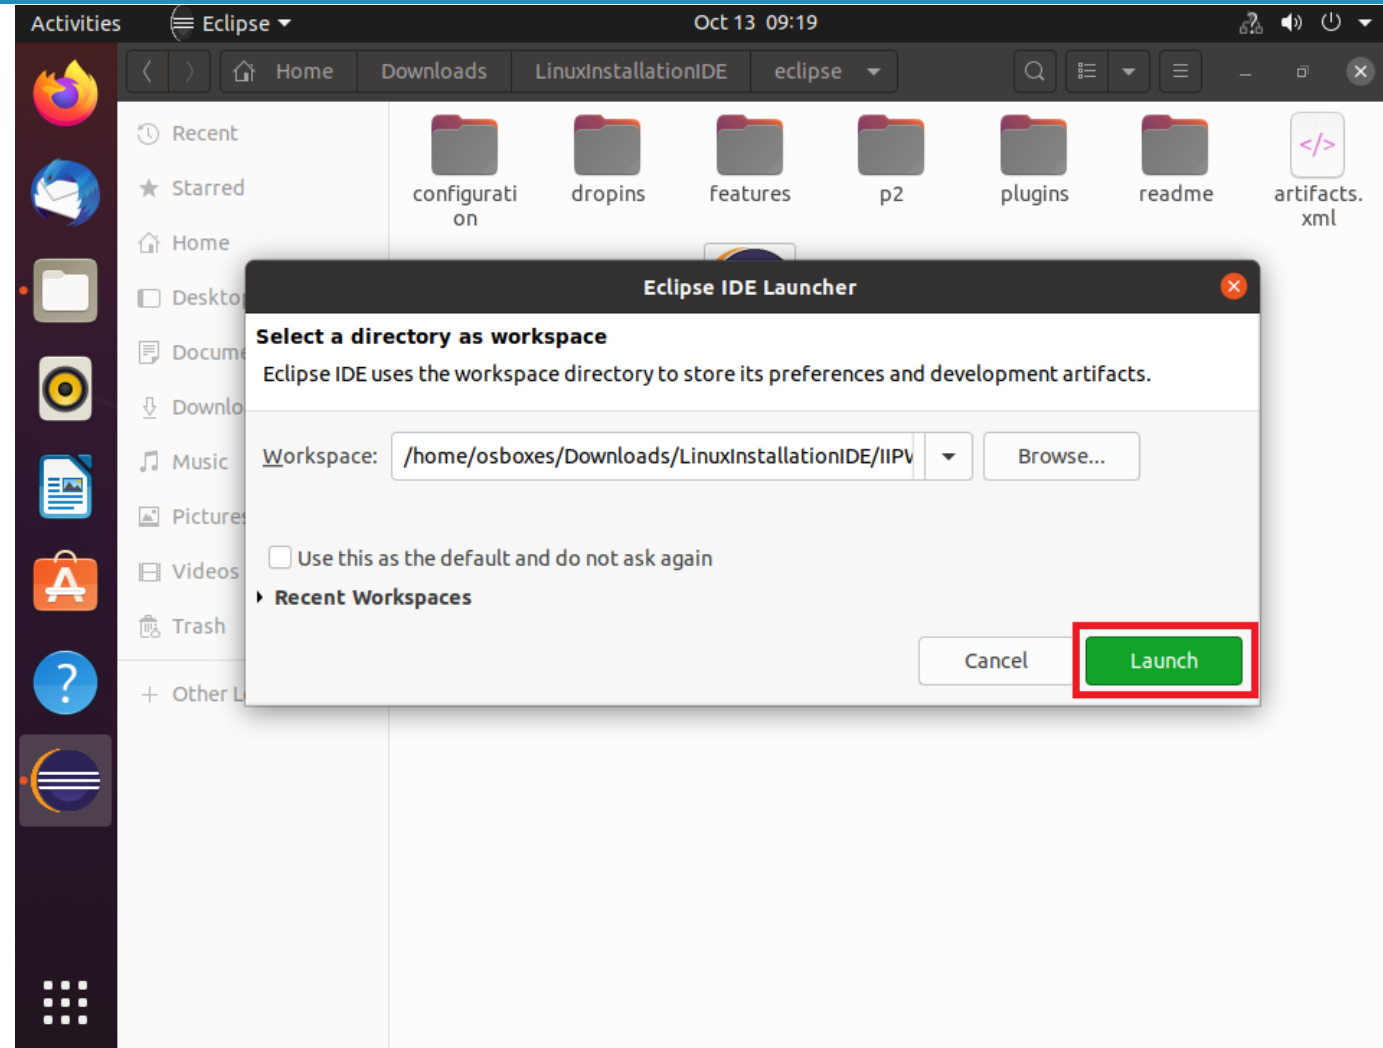 Activities Eclipse Oct 13 09:19
Home Downloads LinuxInstallationIDE eclipse
Recent
Starred
Home
Desktop
Docume
Downlo
Music
Pictures
Videos
Trash
Other L
configurati
on
dropins
features
p2
plugins
readme
artifacts.
xml
</>
Eclipse IDE Launcher
Select a directory as workspace
Eclipse IDE uses the workspace directory to store its preferences and development artifacts.
Workspace: /home/osboxes/Downloads/LinuxInstallationIDE/IIPW Browse...
Use this as the default and do not ask again
Recent Workspaces
Cancel Launch